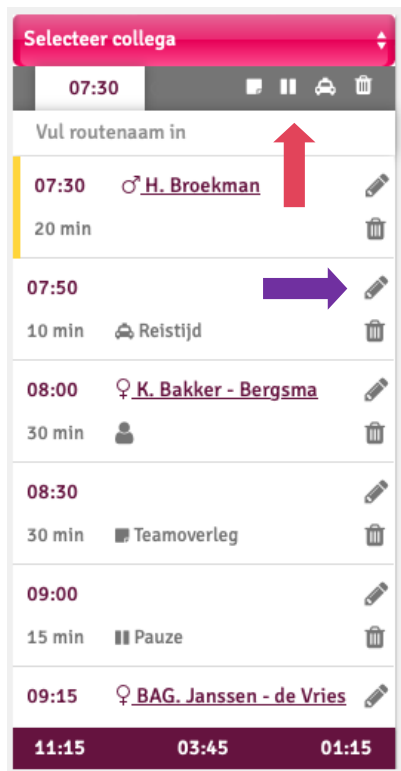 Selecteer collega
07:30
Vul routenaam in
07:30 H. Broekman
20 min
07:50
10 min Reistijd
08:00 K. Bakker - Bergsma
30 min
08:30
30 min Teamoverleg
09:00
15 min Pauze
09:15 BAG. Janssen - de Vries
11:15 03:45 01:15